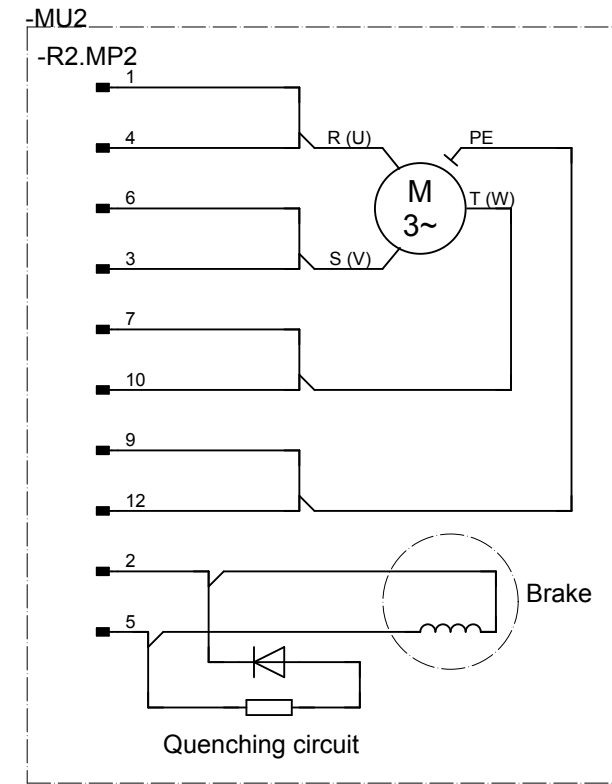 -MU2
-R2.MP2
1
4
R (U)
PE
M
3~
6
T (W)
3
S (V)
7
10
9
12
2
Brake
5
Quenching circuit